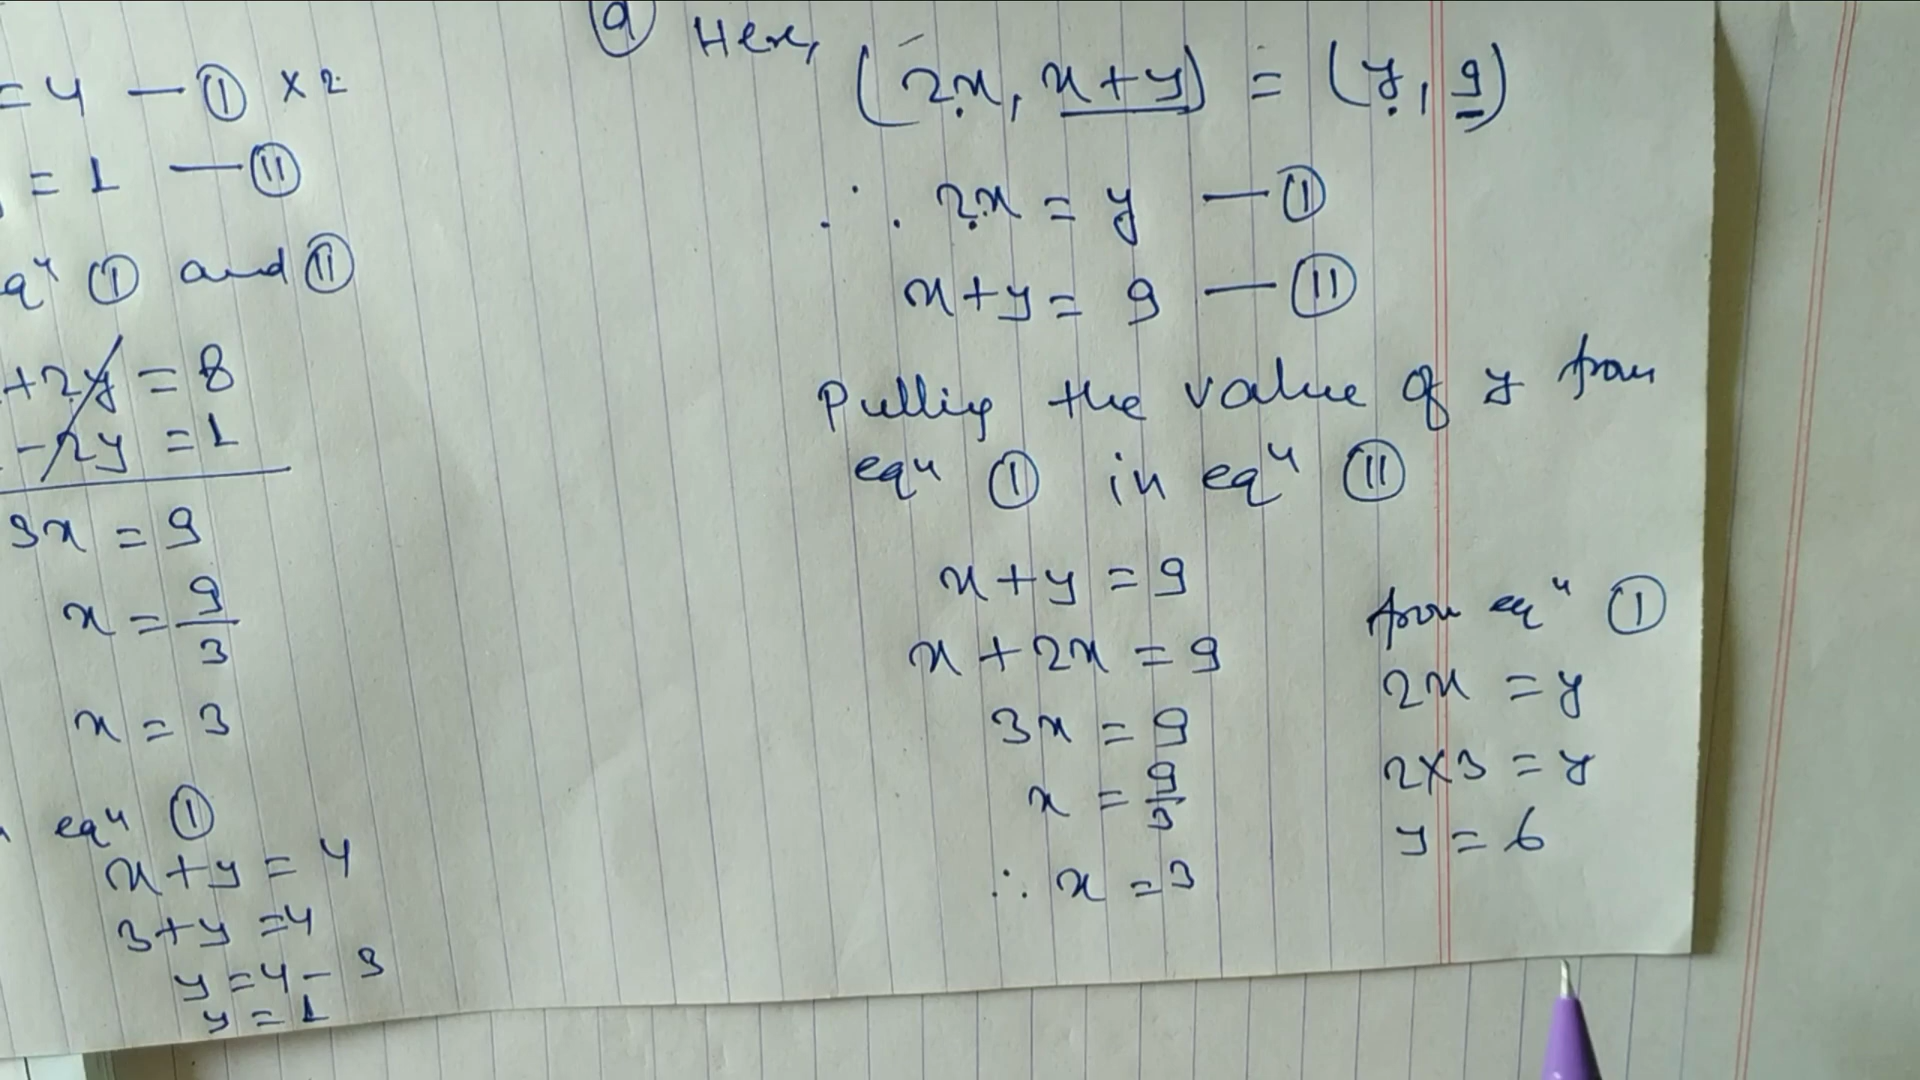 = 4 — Ⅰ × 2
= 1 — Ⅱ
eqⁿ Ⅰ and Ⅱ
+ 2y = 8
- 2y = 1
3x = 9
x = 9/3
x = 3
eqⁿ Ⅰ
x + y = 4
3 + y = 4
y = 4 - 3
y = 1
9 Here,
(2x, x + y) = (y, 9)
∴ 2x = y — Ⅰ
x + y = 9 — Ⅱ
Putting the value of y from
eqⁿ Ⅰ in eqⁿ Ⅱ
x + y = 9
x + 2x = 9
3x = 9
x = 9/3
∴ x = 3
from eqⁿ Ⅰ
2x = y
2 × 3 = y
y = 6